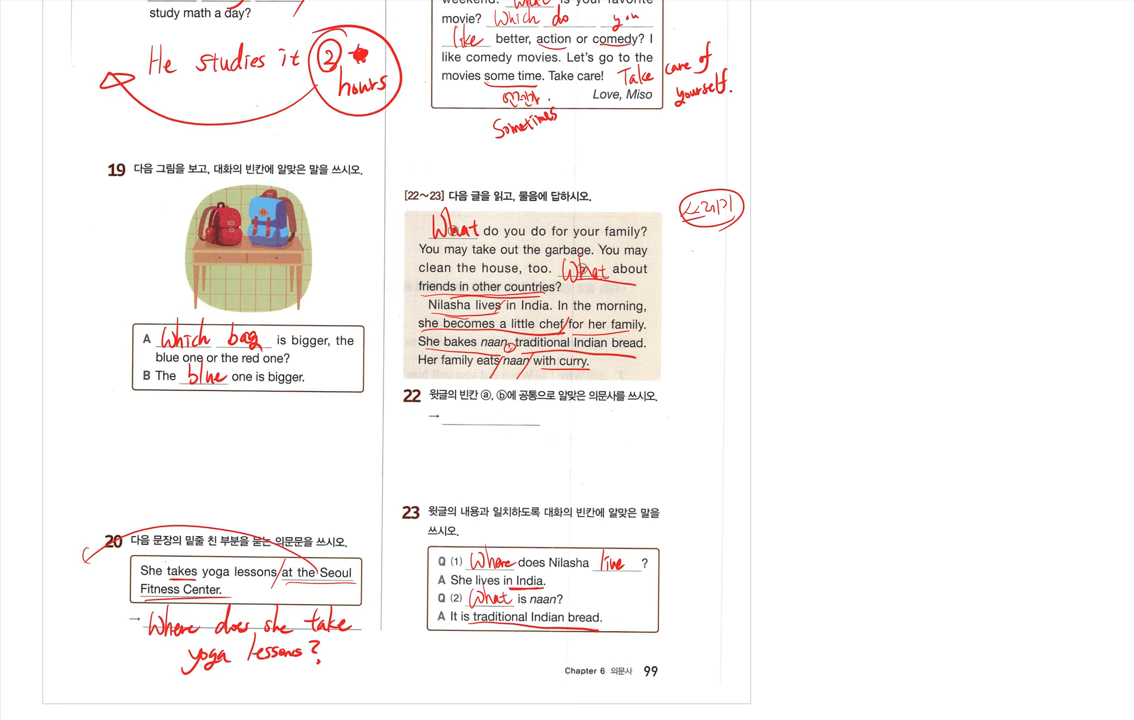 study math a day?
He studies it ② hours
weekend. What is your favorite
movie? Which do you
like better, action or comedy? I
like comedy movies. Let's go to the
movies some time. Take care! Take care of yourself.
Love, Miso
언젠가.
Sometimes
19 다음 그림을 보고, 대화의 빈칸에 알맞은 말을 쓰시오.
A Which bag is bigger, the
blue one or the red one?
B The blue one is bigger.
20 다음 문장의 밑줄 친 부분을 묻는 의문문을 쓰시오.
She takes yoga lessons at the Seoul
Fitness Center.
→ Where does she take
yoga lessons?
[22~23] 다음 글을 읽고, 물음에 답하시오.
쓰레기
What do you do for your family?
You may take out the garbage. You may
clean the house, too. What about
friends in other countries?
Nilasha lives in India. In the morning,
she becomes a little chef for her family.
She bakes naan, traditional Indian bread.
Her family eats naan with curry.
22 윗글의 빈칸 ⓐ, ⓑ에 공통으로 알맞은 의문사를 쓰시오.
→
23 윗글의 내용과 일치하도록 대화의 빈칸에 알맞은 말을
쓰시오.
Q (1) Where does Nilasha live ?
A She lives in India.
Q (2) What is naan?
A It is traditional Indian bread.
Chapter 6 의문사 99